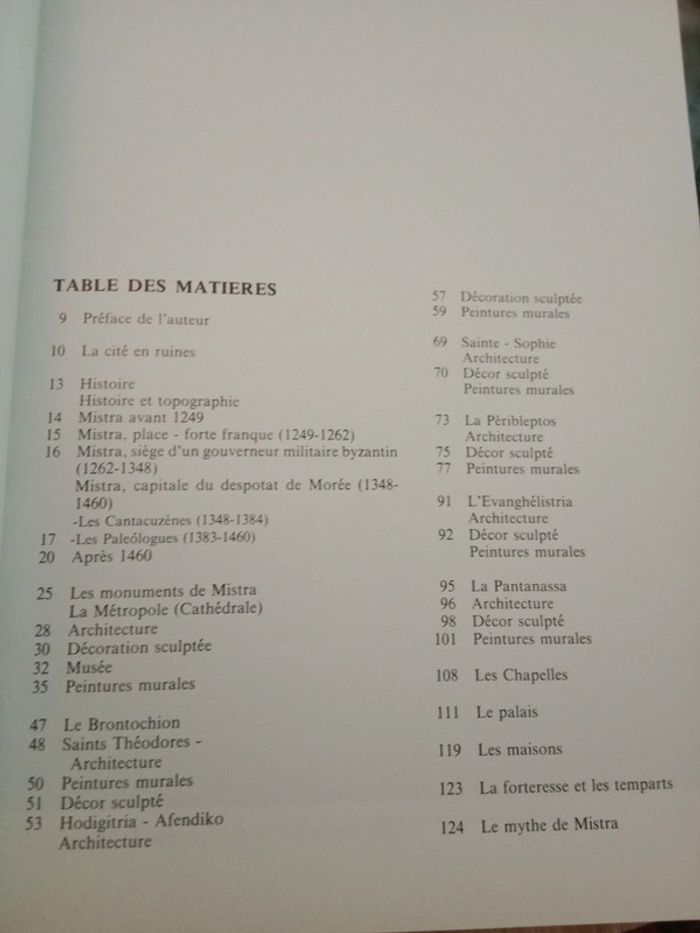 TABLE DES MATIERES
9 Préface de l'auteur
10 La cité en ruines
13 Histoire
Histoire et topographie
14 Mistra avant 1249
15 Mistra, place - forte franque (1249-1262)
16 Mistra, siège d'un gouverneur militaire byzantin
(1262-1348)
Mistra, capitale du despotat de Morée (1348-
1460)
-Les Cantacuzènes (1348-1384)
17 -Les Paleólogues (1383-1460)
20 Après 1460
25 Les monuments de Mistra
La Métropole (Cathédrale)
28 Architecture
30 Décoration sculptée
32 Musée
35 Peintures murales
47 Le Brontochion
48 Saints Théodores -
Architecture
50 Peintures murales
51 Décor sculpté
53 Hodigitria - Afendiko
Architecture
57 Décoration sculptée
59 Peintures murales
69 Sainte - Sophie
Architecture
70 Décor sculpté
Peintures murales
73 La Péribleptos
Architecture
75 Décor sculpté
77 Peintures murales
91 L'Evanghélistria
Architecture
92 Décor sculpté
Peintures murales
95 La Pantanassa
96 Architecture
98 Décor sculpté
101 Peintures murales
108 Les Chapelles
111 Le palais
119 Les maisons
123 La forteresse et les temparts
124 Le mythe de Mistra